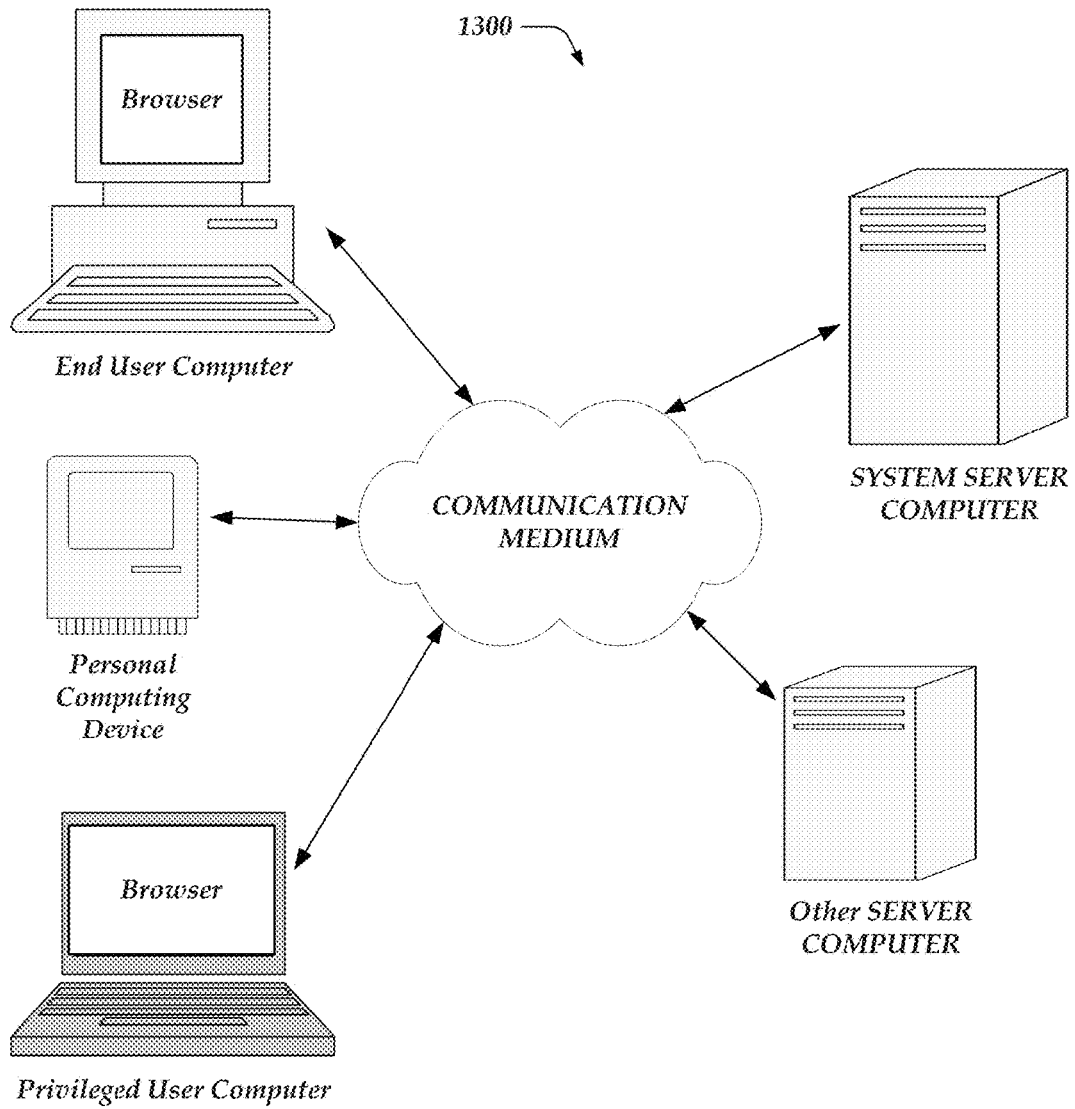 1300
Browser
End User Computer
SYSTEM SERVER
COMPUTER
COMMUNICATION
MEDIUM
Personal
Computing
Device
Browser
Other SERVER
COMPUTER
Privileged User Computer